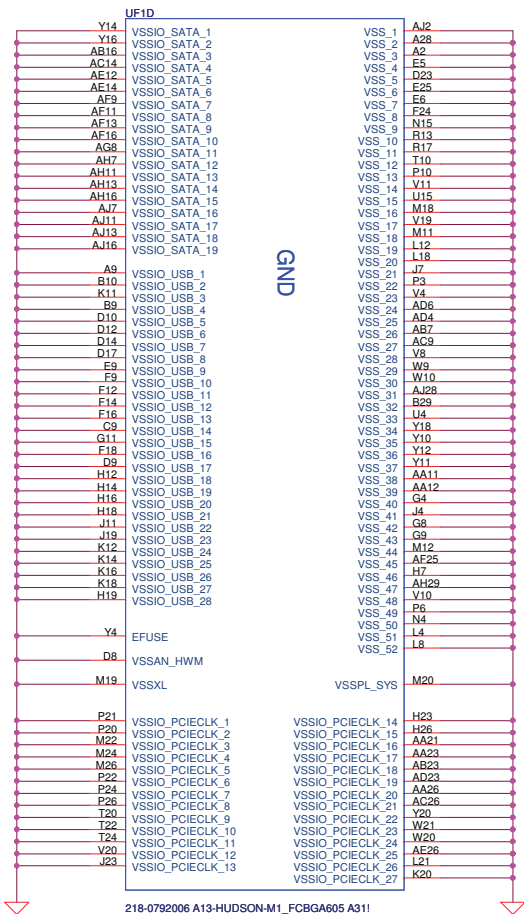 UF1D
Y14 VSSIO_SATA_1 VSS_1 AJ2
Y16 VSSIO_SATA_2 VSS_2 A28
AB16 VSSIO_SATA_3 VSS_3 A2
AC14 VSSIO_SATA_4 VSS_4 E5
AE12 VSSIO_SATA_5 VSS_5 D23
AE14 VSSIO_SATA_6 VSS_6 E25
AF9 VSSIO_SATA_7 VSS_7 E6
AF11 VSSIO_SATA_8 VSS_8 F24
AF13 VSSIO_SATA_9 VSS_9 N15
AF16 VSSIO_SATA_10 VSS_10 R13
AG8 VSSIO_SATA_11 VSS_11 R17
AH7 VSSIO_SATA_12 VSS_12 T10
AH11 VSSIO_SATA_13 VSS_13 P10
AH13 VSSIO_SATA_14 VSS_14 V11
AH16 VSSIO_SATA_15 VSS_15 U15
AJ7 VSSIO_SATA_16 VSS_16 M18
AJ11 VSSIO_SATA_17 VSS_17 V19
AJ13 VSSIO_SATA_18 VSS_18 M11
AJ16 VSSIO_SATA_19 VSS_19 L12
VSS_20 L18
A9 VSSIO_USB_1 VSS_21 J7
B10 VSSIO_USB_2 VSS_22 P3
K11 VSSIO_USB_3 VSS_23 V4
B9 VSSIO_USB_4 VSS_24 AD6
D10 VSSIO_USB_5 VSS_25 AD4
D12 VSSIO_USB_6 VSS_26 AB7
D14 VSSIO_USB_7 VSS_27 AC9
D17 VSSIO_USB_8 VSS_28 V8
E9 VSSIO_USB_9 VSS_29 W9
F9 VSSIO_USB_10 VSS_30 W10
F12 VSSIO_USB_11 VSS_31 AJ28
F14 VSSIO_USB_12 VSS_32 B29
F16 VSSIO_USB_13 VSS_33 U4
C9 VSSIO_USB_14 VSS_34 Y18
G11 VSSIO_USB_15 VSS_35 Y10
F18 VSSIO_USB_16 VSS_36 Y12
D9 VSSIO_USB_17 VSS_37 Y11
H12 VSSIO_USB_18 VSS_38 AA11
H14 VSSIO_USB_19 VSS_39 AA12
H16 VSSIO_USB_20 VSS_40 G4
H18 VSSIO_USB_21 VSS_41 J4
J11 VSSIO_USB_22 VSS_42 G8
J19 VSSIO_USB_23 VSS_43 G9
K12 VSSIO_USB_24 VSS_44 M12
K14 VSSIO_USB_25 VSS_45 AF25
K16 VSSIO_USB_26 VSS_46 H7
K18 VSSIO_USB_27 VSS_47 AH29
H19 VSSIO_USB_28 VSS_48 V10
VSS_49 P6
VSS_50 N4
Y4 EFUSE VSS_51 L4
VSS_52 L8
D8 VSSAN_HWM
M19 VSSXL VSSPL_SYS M20
P21 VSSIO_PCIECLK_1 VSSIO_PCIECLK_14 H23
P20 VSSIO_PCIECLK_2 VSSIO_PCIECLK_15 H26
M22 VSSIO_PCIECLK_3 VSSIO_PCIECLK_16 AA21
M24 VSSIO_PCIECLK_4 VSSIO_PCIECLK_17 AA23
M26 VSSIO_PCIECLK_5 VSSIO_PCIECLK_18 AB23
P22 VSSIO_PCIECLK_6 VSSIO_PCIECLK_19 AD23
P24 VSSIO_PCIECLK_7 VSSIO_PCIECLK_20 AA26
P26 VSSIO_PCIECLK_8 VSSIO_PCIECLK_21 AC26
T20 VSSIO_PCIECLK_9 VSSIO_PCIECLK_22 Y20
T22 VSSIO_PCIECLK_10 VSSIO_PCIECLK_23 W21
T24 VSSIO_PCIECLK_11 VSSIO_PCIECLK_24 W20
V20 VSSIO_PCIECLK_12 VSSIO_PCIECLK_25 AE26
J23 VSSIO_PCIECLK_13 VSSIO_PCIECLK_26 L21
VSSIO_PCIECLK_27 K20
GND
218-0792006 A13-HUDSON-M1_FCBGA605 A31!